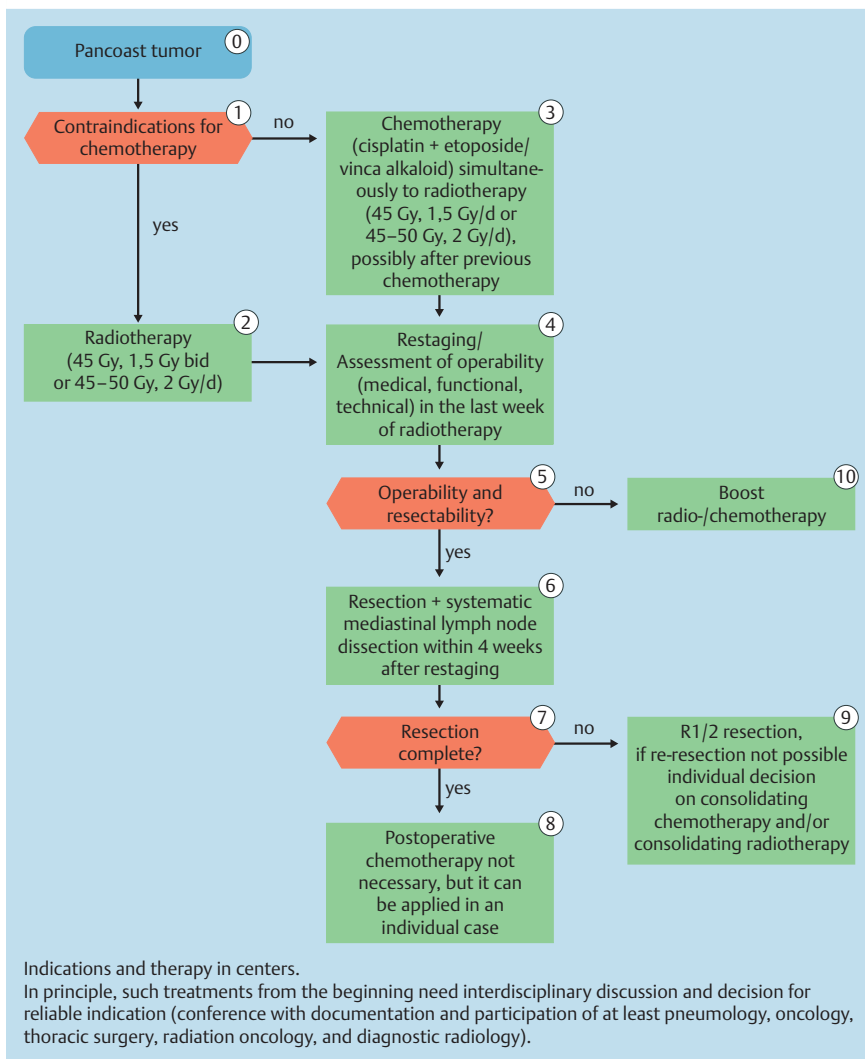 Pancoast tumor
0
Contraindications for
chemotherapy
1
no
yes
Chemotherapy
(cisplatin + etoposide/
vinca alkaloid) simultane-
ously to radiotherapy
(45 Gy, 1,5 Gy/d or
45–50 Gy, 2 Gy/d),
possibly after previous
chemotherapy
3
Radiotherapy
(45 Gy, 1,5 Gy bid
or 45–50 Gy, 2 Gy/d)
2
Restaging/
Assessment of operability
(medical, functional,
technical) in the last week
of radiotherapy
4
Operability and
resectability?
5
no
Boost
radio-/chemotherapy
10
yes
Resection + systematic
mediastinal lymph node
dissection within 4 weeks
after restaging
6
Resection
complete?
7
no
R1/2 resection,
if re-resection not possible
individual decision
on consolidating
chemotherapy and/or
consolidating radiotherapy
9
yes
Postoperative
chemotherapy not
necessary, but it can
be applied in an
individual case
8
Indications and therapy in centers.
In principle, such treatments from the beginning need interdisciplinary discussion and decision for
reliable indication (conference with documentation and participation of at least pneumology, oncology,
thoracic surgery, radiation oncology, and diagnostic radiology).